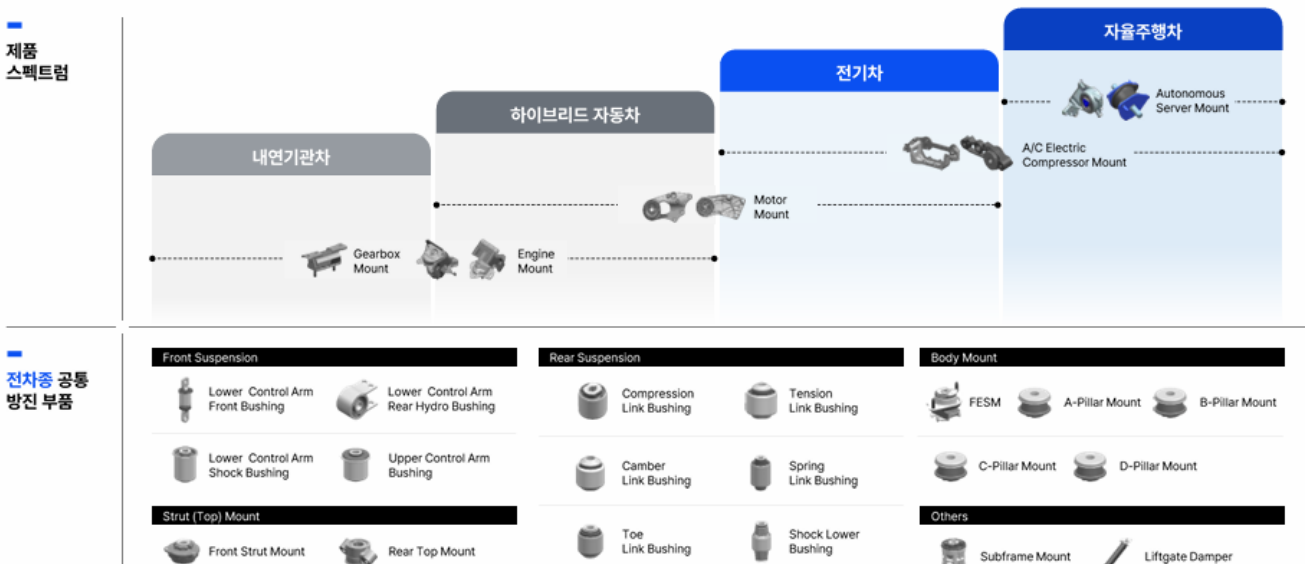 제품
스펙트럼
자율주행차
전기차
하이브리드 자동차
내연기관차
Autonomous
Server Mount
A/C Electric
Compressor Mount
Motor
Mount
Gearbox
Mount
Engine
Mount
전차종 공통
방진 부품
Front Suspension
Lower Control Arm
Front Bushing
Lower Control Arm
Rear Hydro Bushing
Lower Control Arm
Shock Bushing
Upper Control Arm
Bushing
Strut (Top) Mount
Front Strut Mount
Rear Top Mount
Rear Suspension
Compression
Link Bushing
Tension
Link Bushing
Camber
Link Bushing
Spring
Link Bushing
Toe
Link Bushing
Shock Lower
Bushing
Body Mount
FESM
A-Pillar Mount
B-Pillar Mount
C-Pillar Mount
D-Pillar Mount
Others
Subframe Mount
Liftgate Damper